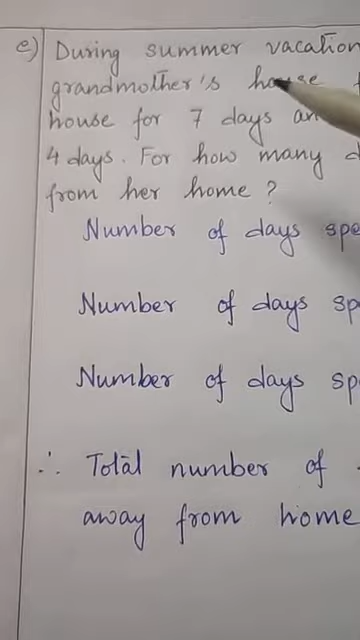 e) During summer vacation
grandmother's house
house for 7 days an
4 days. For how many d
from her home?
Number of days spe
Number of days sp
Number of days sp
∴ Total number of
away from home